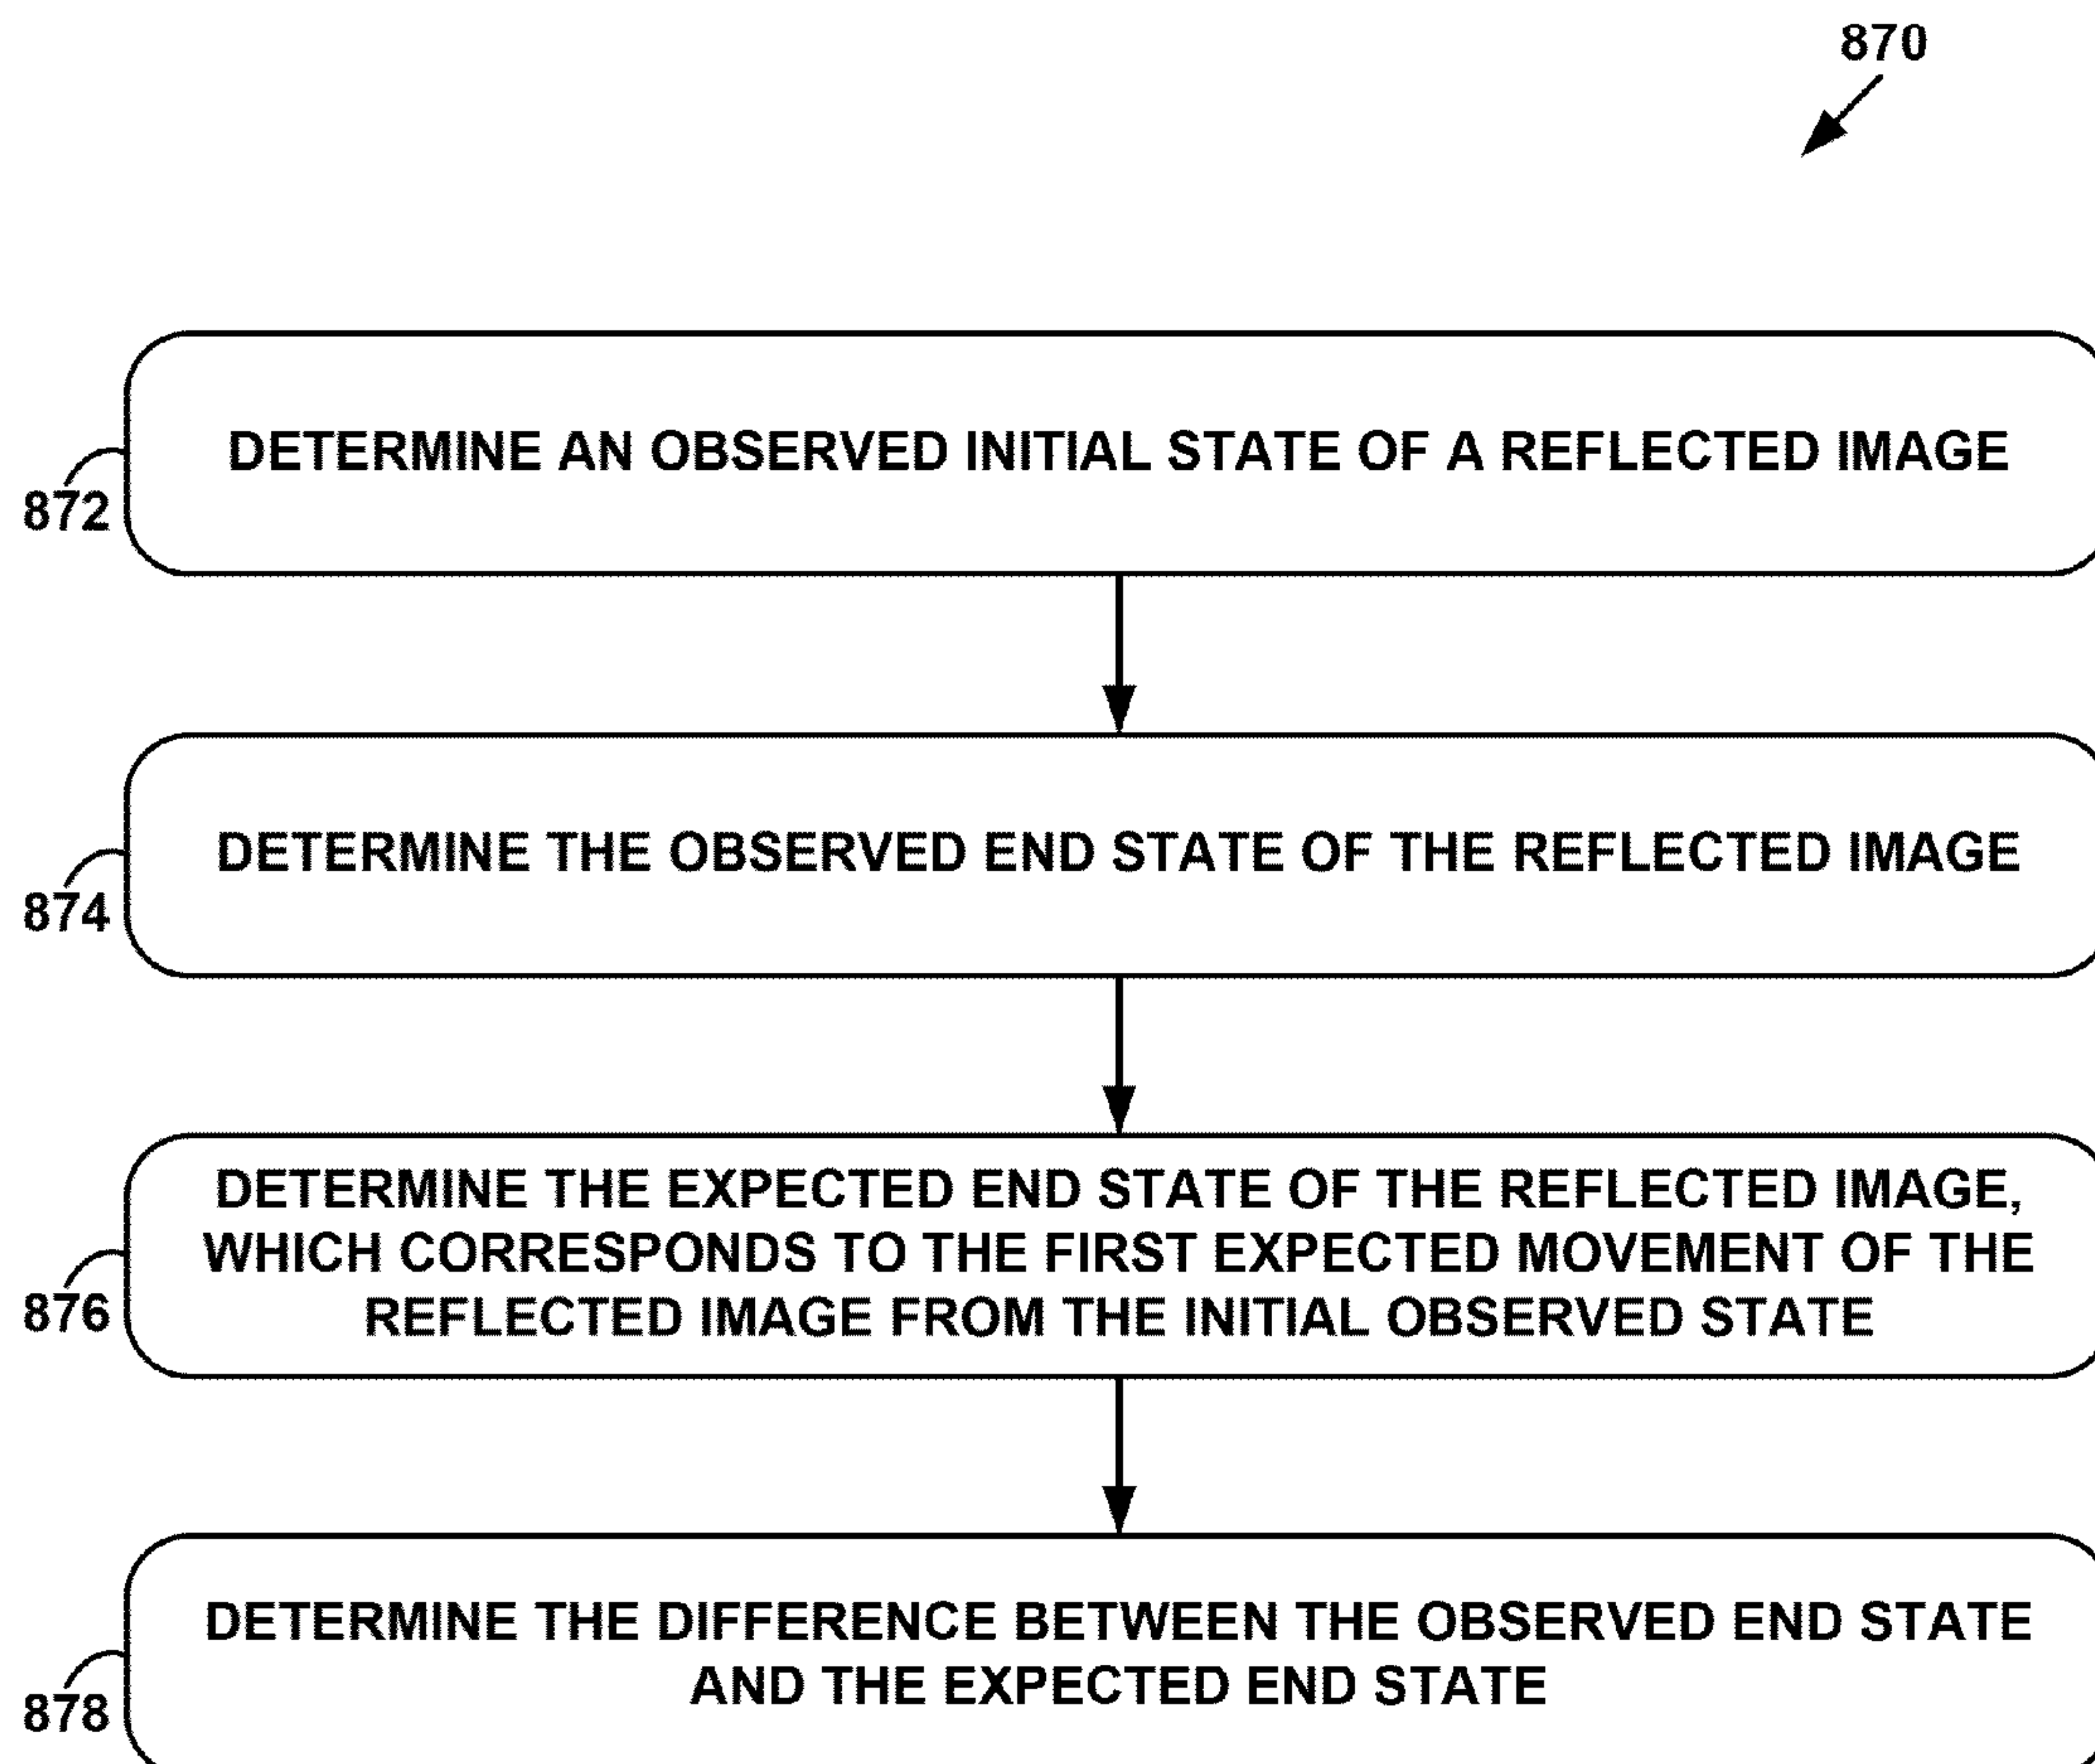 870
DETERMINE AN OBSERVED INITIAL STATE OF A REFLECTED IMAGE
872
DETERMINE THE OBSERVED END STATE OF THE REFLECTED IMAGE
874
DETERMINE THE EXPECTED END STATE OF THE REFLECTED IMAGE,
WHICH CORRESPONDS TO THE FIRST EXPECTED MOVEMENT OF THE
REFLECTED IMAGE FROM THE INITIAL OBSERVED STATE
876
DETERMINE THE DIFFERENCE BETWEEN THE OBSERVED END STATE
AND THE EXPECTED END STATE
878